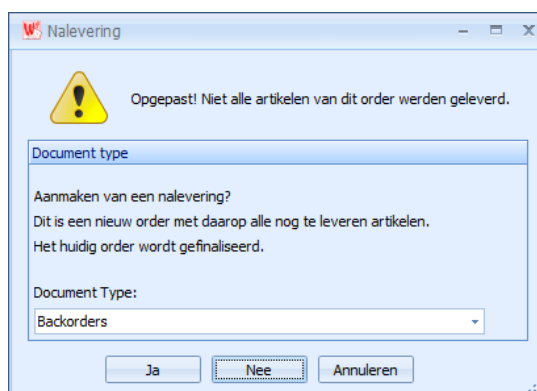 Nalevering
Opgepast! Niet alle artikelen van dit order werden geleverd.
Document type
Aanmaken van een nalevering?
Dit is een nieuw order met daarop alle nog te leveren artikelen.
Het huidig order wordt gefinaliseerd.
Document Type:
Backorders
Ja Nee Annuleren